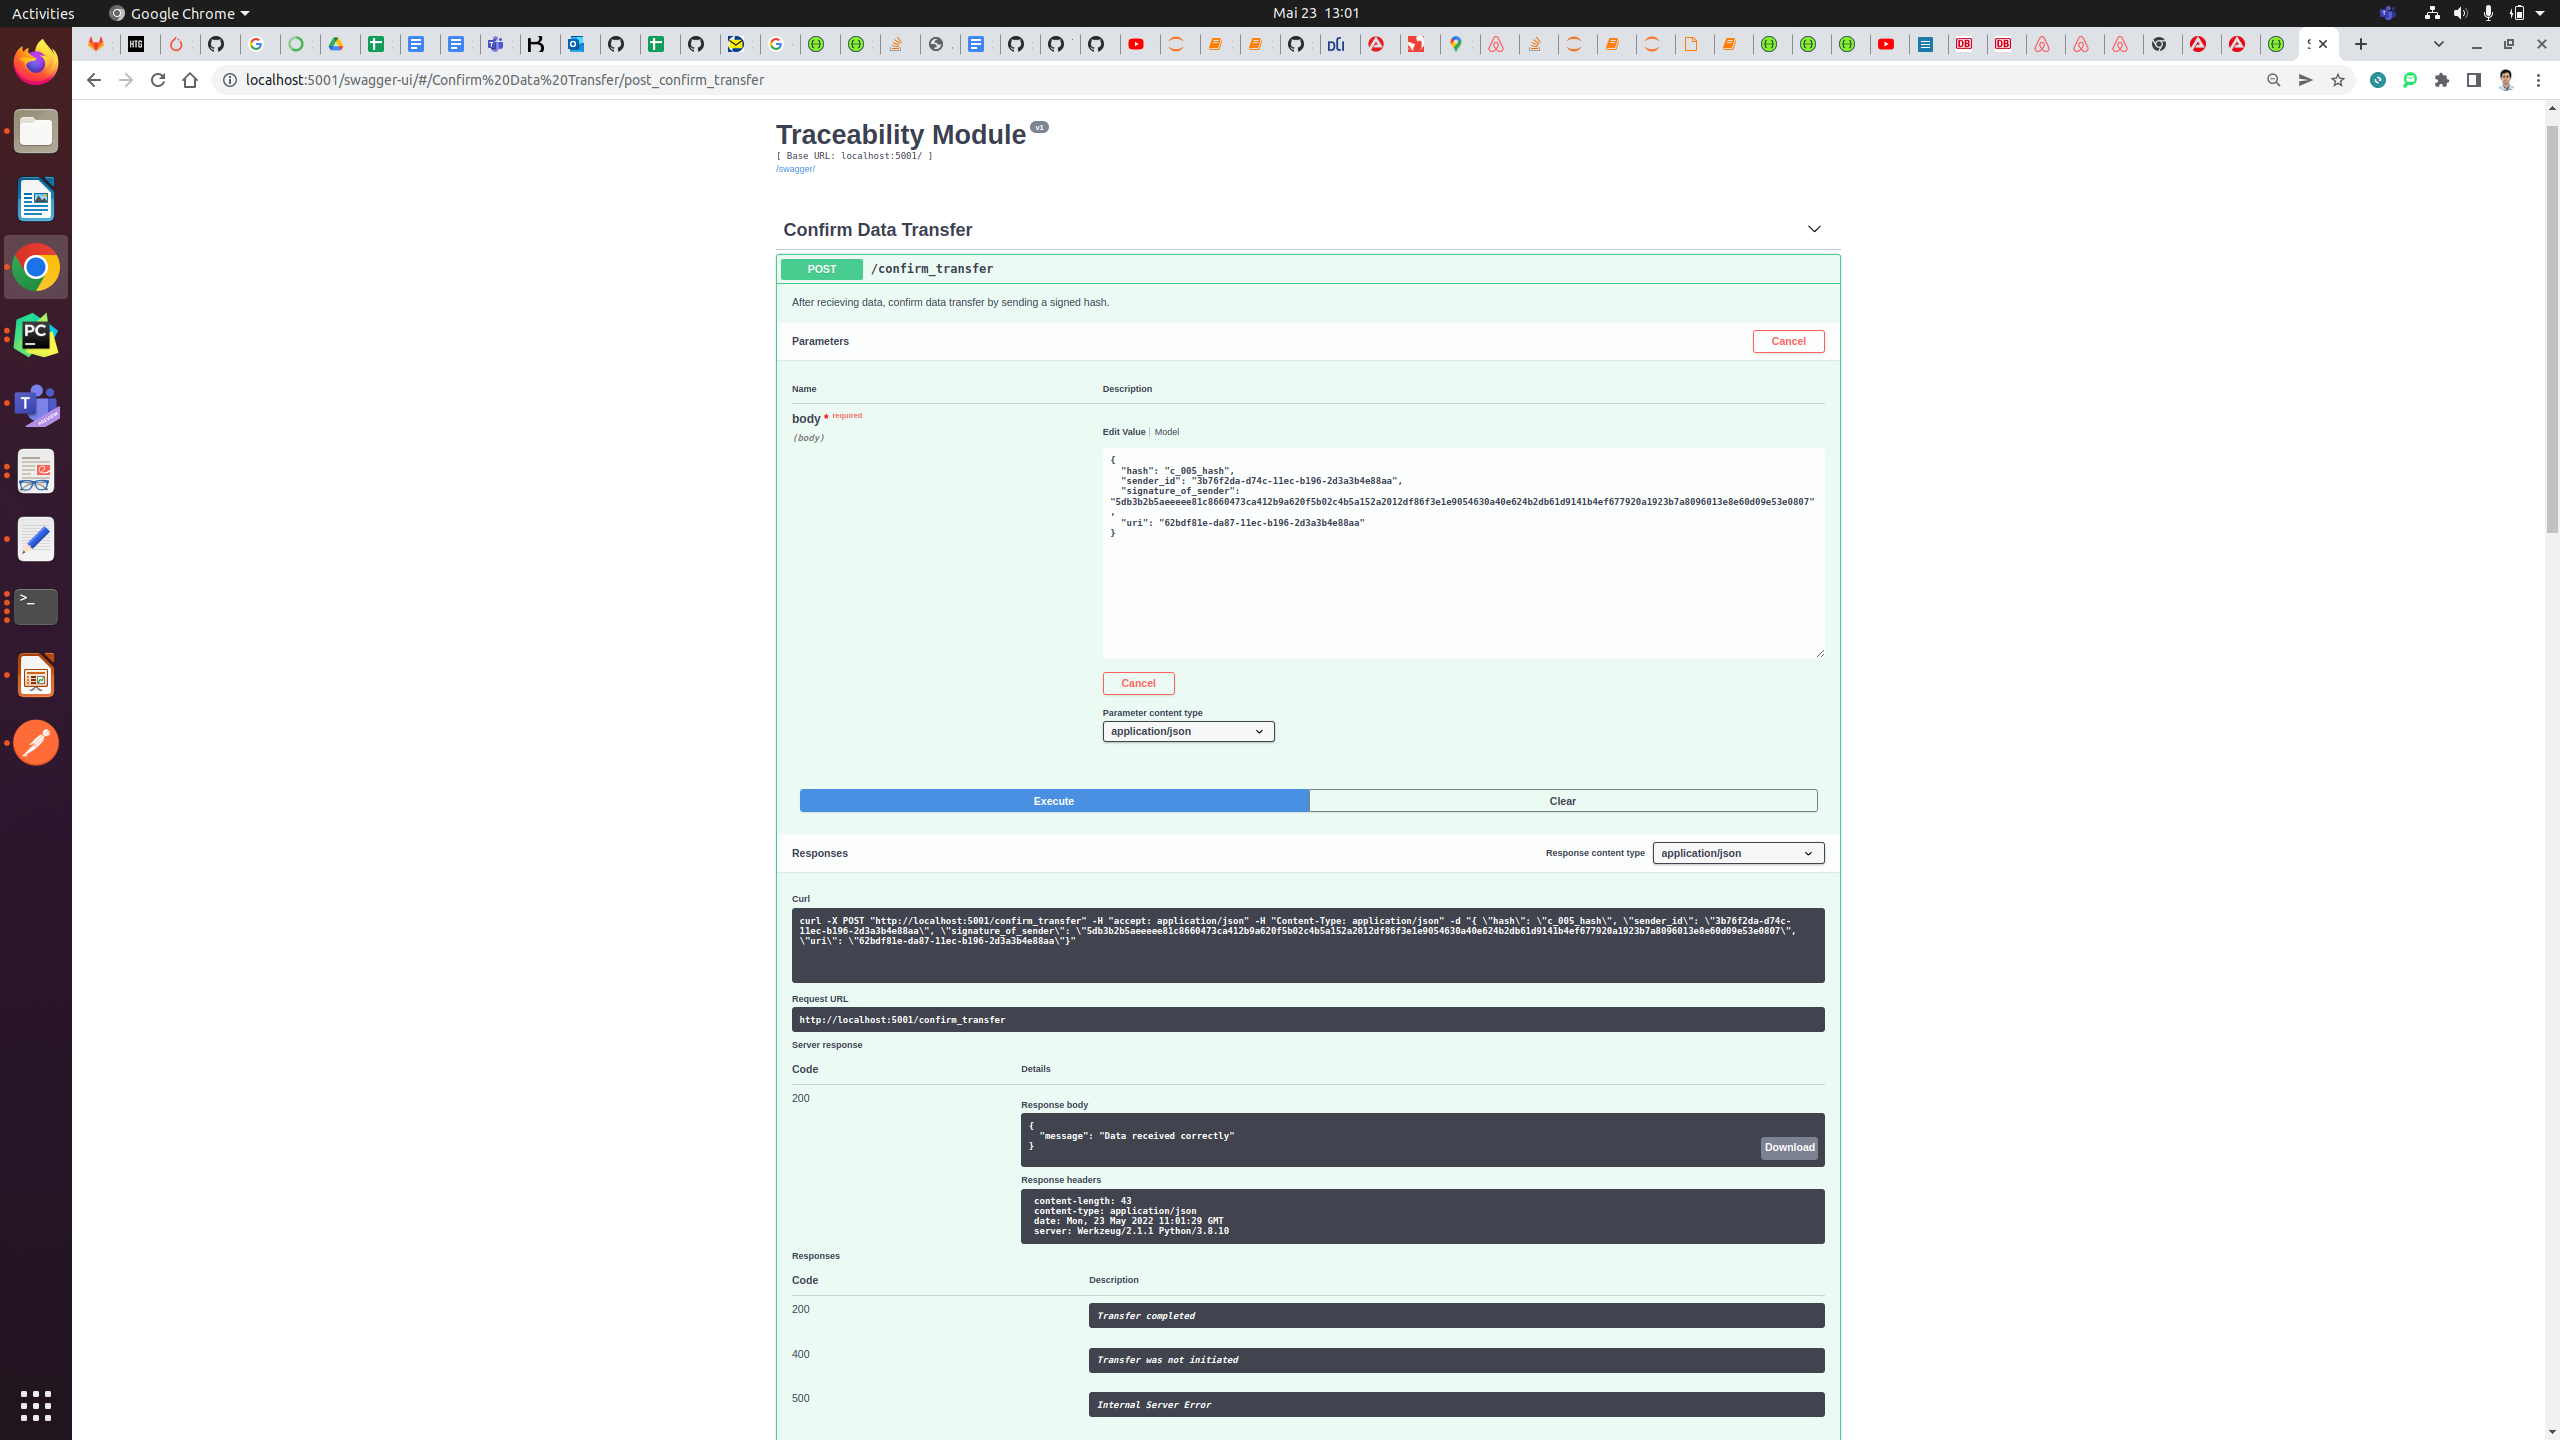 Activities
Google Chrome
Mai 23 13:01
localhost:5001/swagger-ui/#/Confirm%20Data%20Transfer/post_confirm_transfer
Traceability Module v1
[ Base URL: localhost:5001/ ]
/swagger/
Confirm Data Transfer
POST /confirm_transfer
After recieving data, confirm data transfer by sending a signed hash.
Parameters
Cancel
Name Description
body * required
(body)
Edit Value Model
{
"hash": "c_005_hash",
"sender_id": "3b76f2da-d74c-11ec-b196-2d3a3b4e88aa",
"signature_of_sender":
"5db3b2b5aeeeee81c8660473ca412b9a620f5b02c4b5a152a2012df86f3e1e9054630a40e624b2db61d9141b4ef677920a1923b7a8096013e8e60d09e53e0807"
,
"uri": "62bdf81e-da87-11ec-b196-2d3a3b4e88aa"
}
Cancel
Parameter content type
application/json
Execute
Clear
Responses
Response content type
application/json
Curl
curl -X POST "http://localhost:5001/confirm_transfer" -H "accept: application/json" -H "Content-Type: application/json" -d "{ \"hash\": \"c_005_hash\", \"sender_id\": \"3b76f2da-d74c-
11ec-b196-2d3a3b4e88aa\", \"signature_of_sender\": \"5db3b2b5aeeeee81c8660473ca412b9a620f5b02c4b5a152a2012df86f3e1e9054630a40e624b2db61d9141b4ef677920a1923b7a8096013e8e60d09e53e0807\",
\"uri\": \"62bdf81e-da87-11ec-b196-2d3a3b4e88aa\"}"
Request URL
http://localhost:5001/confirm_transfer
Server response
Code Details
200
Response body
{
"message": "Data received correctly"
}
Download
Response headers
content-length: 43
content-type: application/json
date: Mon, 23 May 2022 11:01:29 GMT
server: Werkzeug/2.1.1 Python/3.8.10
Responses
Code Description
200 Transfer completed
400 Transfer was not initiated
500 Internal Server Error